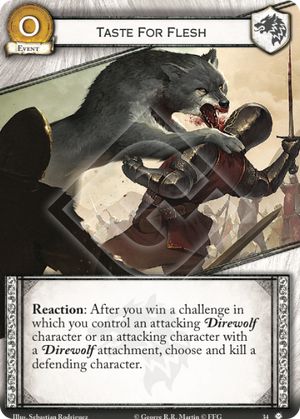 0
EVENT
TASTE FOR FLESH
Reaction: After you win a challenge in
which you control an attacking Direwolf
character or an attacking character with
a Direwolf attachment, choose and kill a
defending character.
Illus. Sebastian Rodriguez
© George R.R. Martin © FFG
14